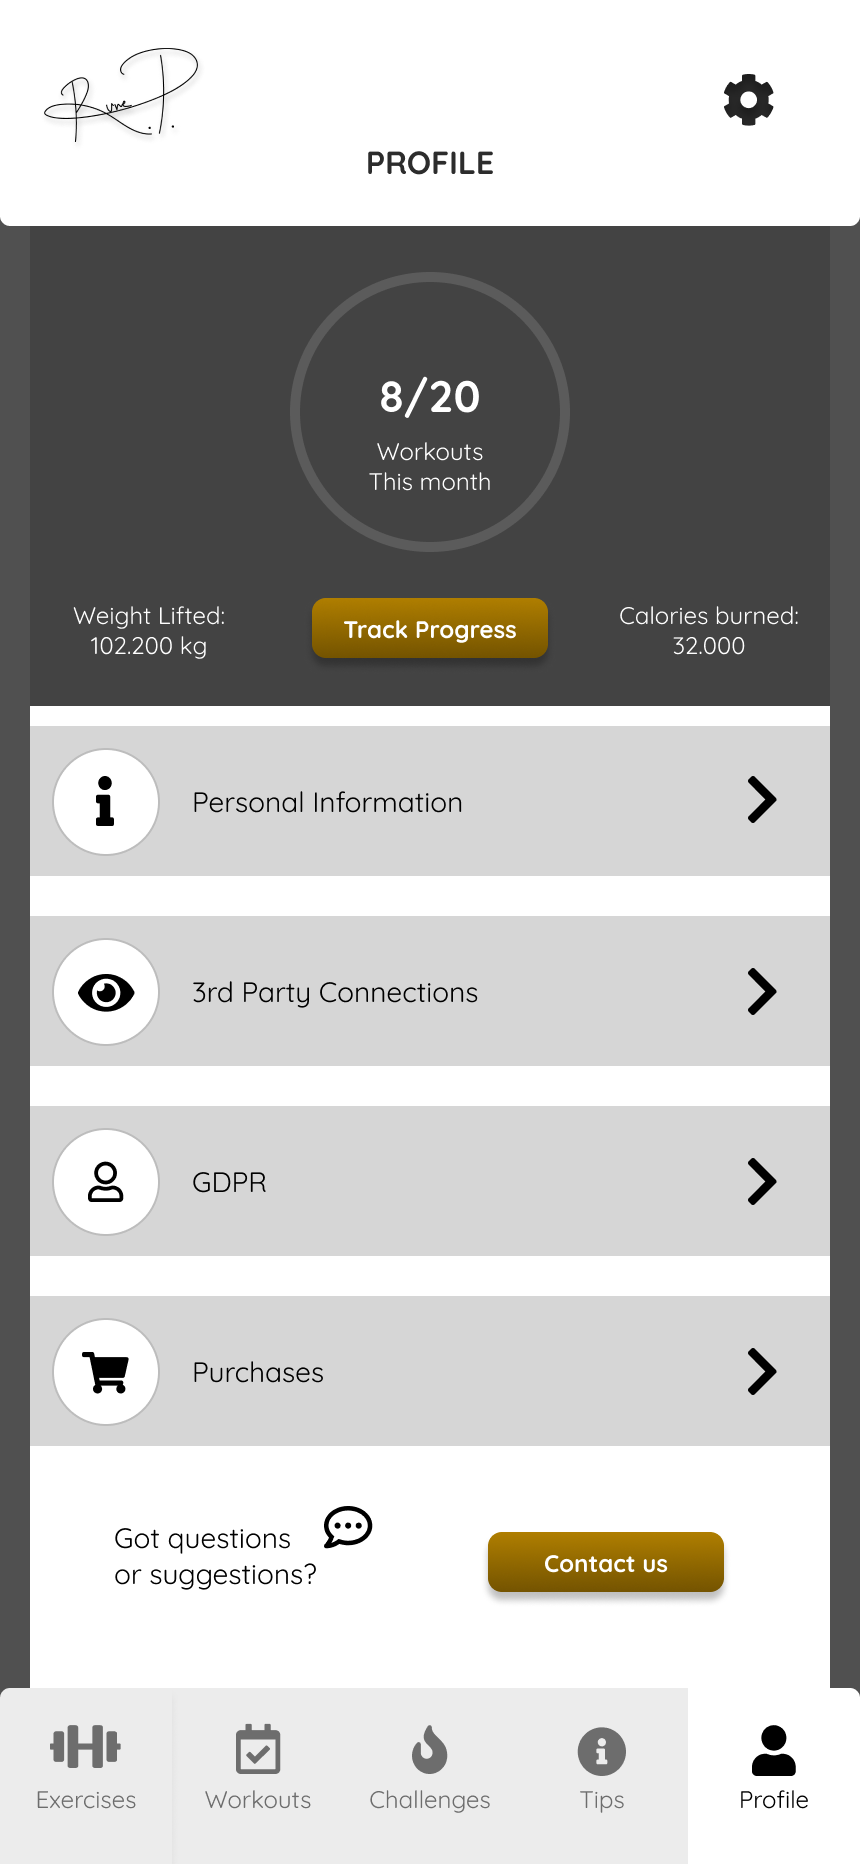 Rune P.
PROFILE
8/20
Workouts
This month
Weight Lifted:
102.200 kg
Track Progress
Calories burned:
32.000
Personal Information
3rd Party Connections
GDPR
Purchases
Got questions
or suggestions?
Contact us
Exercises
Workouts
Challenges
Tips
Profile